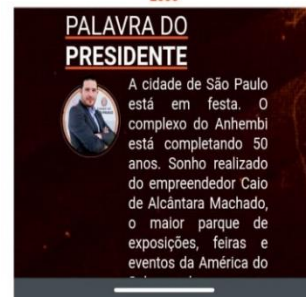 PALAVRA DO
PRESIDENTE
A cidade de São Paulo
está em festa. O
complexo do Anhembi
está completando 50
anos. Sonho realizado
do empreendedor Caio
de Alcântara Machado,
o maior parque de
exposições, feiras e
eventos da América do